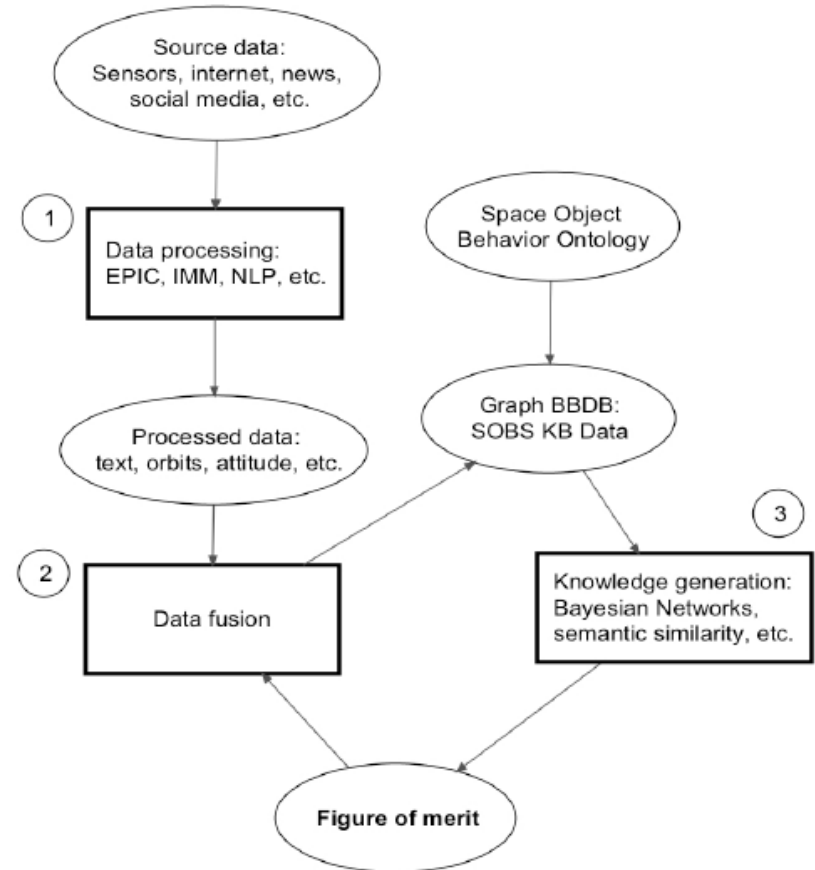 Source data:
Sensors, internet, news,
social media, etc.
1
Data processing:
EPIC, IMM, NLP, etc.
Space Object
Behavior Ontology
Processed data:
text, orbits, attitude, etc.
Graph BBDB:
SOBS KB Data
2
Data fusion
3
Knowledge generation:
Bayesian Networks,
semantic similarity, etc.
Figure of merit